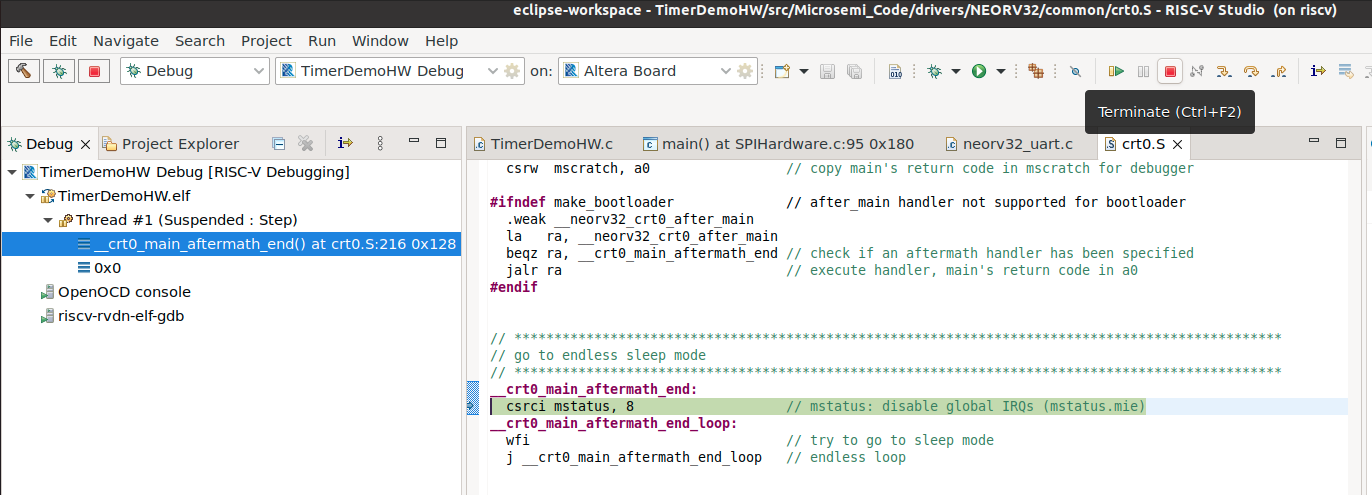 eclipse-workspace - TimerDemoHW/src/Microsemi_Code/drivers/NEORV32/common/crt0.S - RISC-V Studio (on riscv)
File Edit Navigate Search Project Run Window Help
Debug TimerDemoHW Debug on: Altera Board
010
Terminate (Ctrl+F2)
Debug Project Explorer
TimerDemoHW Debug [RISC-V Debugging]
TimerDemoHW.elf
Thread #1 (Suspended : Step)
__crt0_main_aftermath_end() at crt0.S:216 0x128
0x0
OpenOCD console
riscv-rvdn-elf-gdb
TimerDemoHW.c main() at SPIHardware.c:95 0x180 neorv32_uart.c crt0.S
csrw mscratch, a0 // copy main's return code in mscratch for debugger
#ifndef make_bootloader // after_main handler not supported for bootloader
.weak __neorv32_crt0_after_main
la ra, __neorv32_crt0_after_main
beqz ra, __crt0_main_aftermath_end // check if an aftermath handler has been specified
jalr ra // execute handler, main's return code in a0
#endif
// ************************************************************************************************
// go to endless sleep mode
// ************************************************************************************************
__crt0_main_aftermath_end:
csrci mstatus, 8 // mstatus: disable global IRQs (mstatus.mie)
__crt0_main_aftermath_end_loop:
wfi // try to go to sleep mode
j __crt0_main_aftermath_end_loop // endless loop